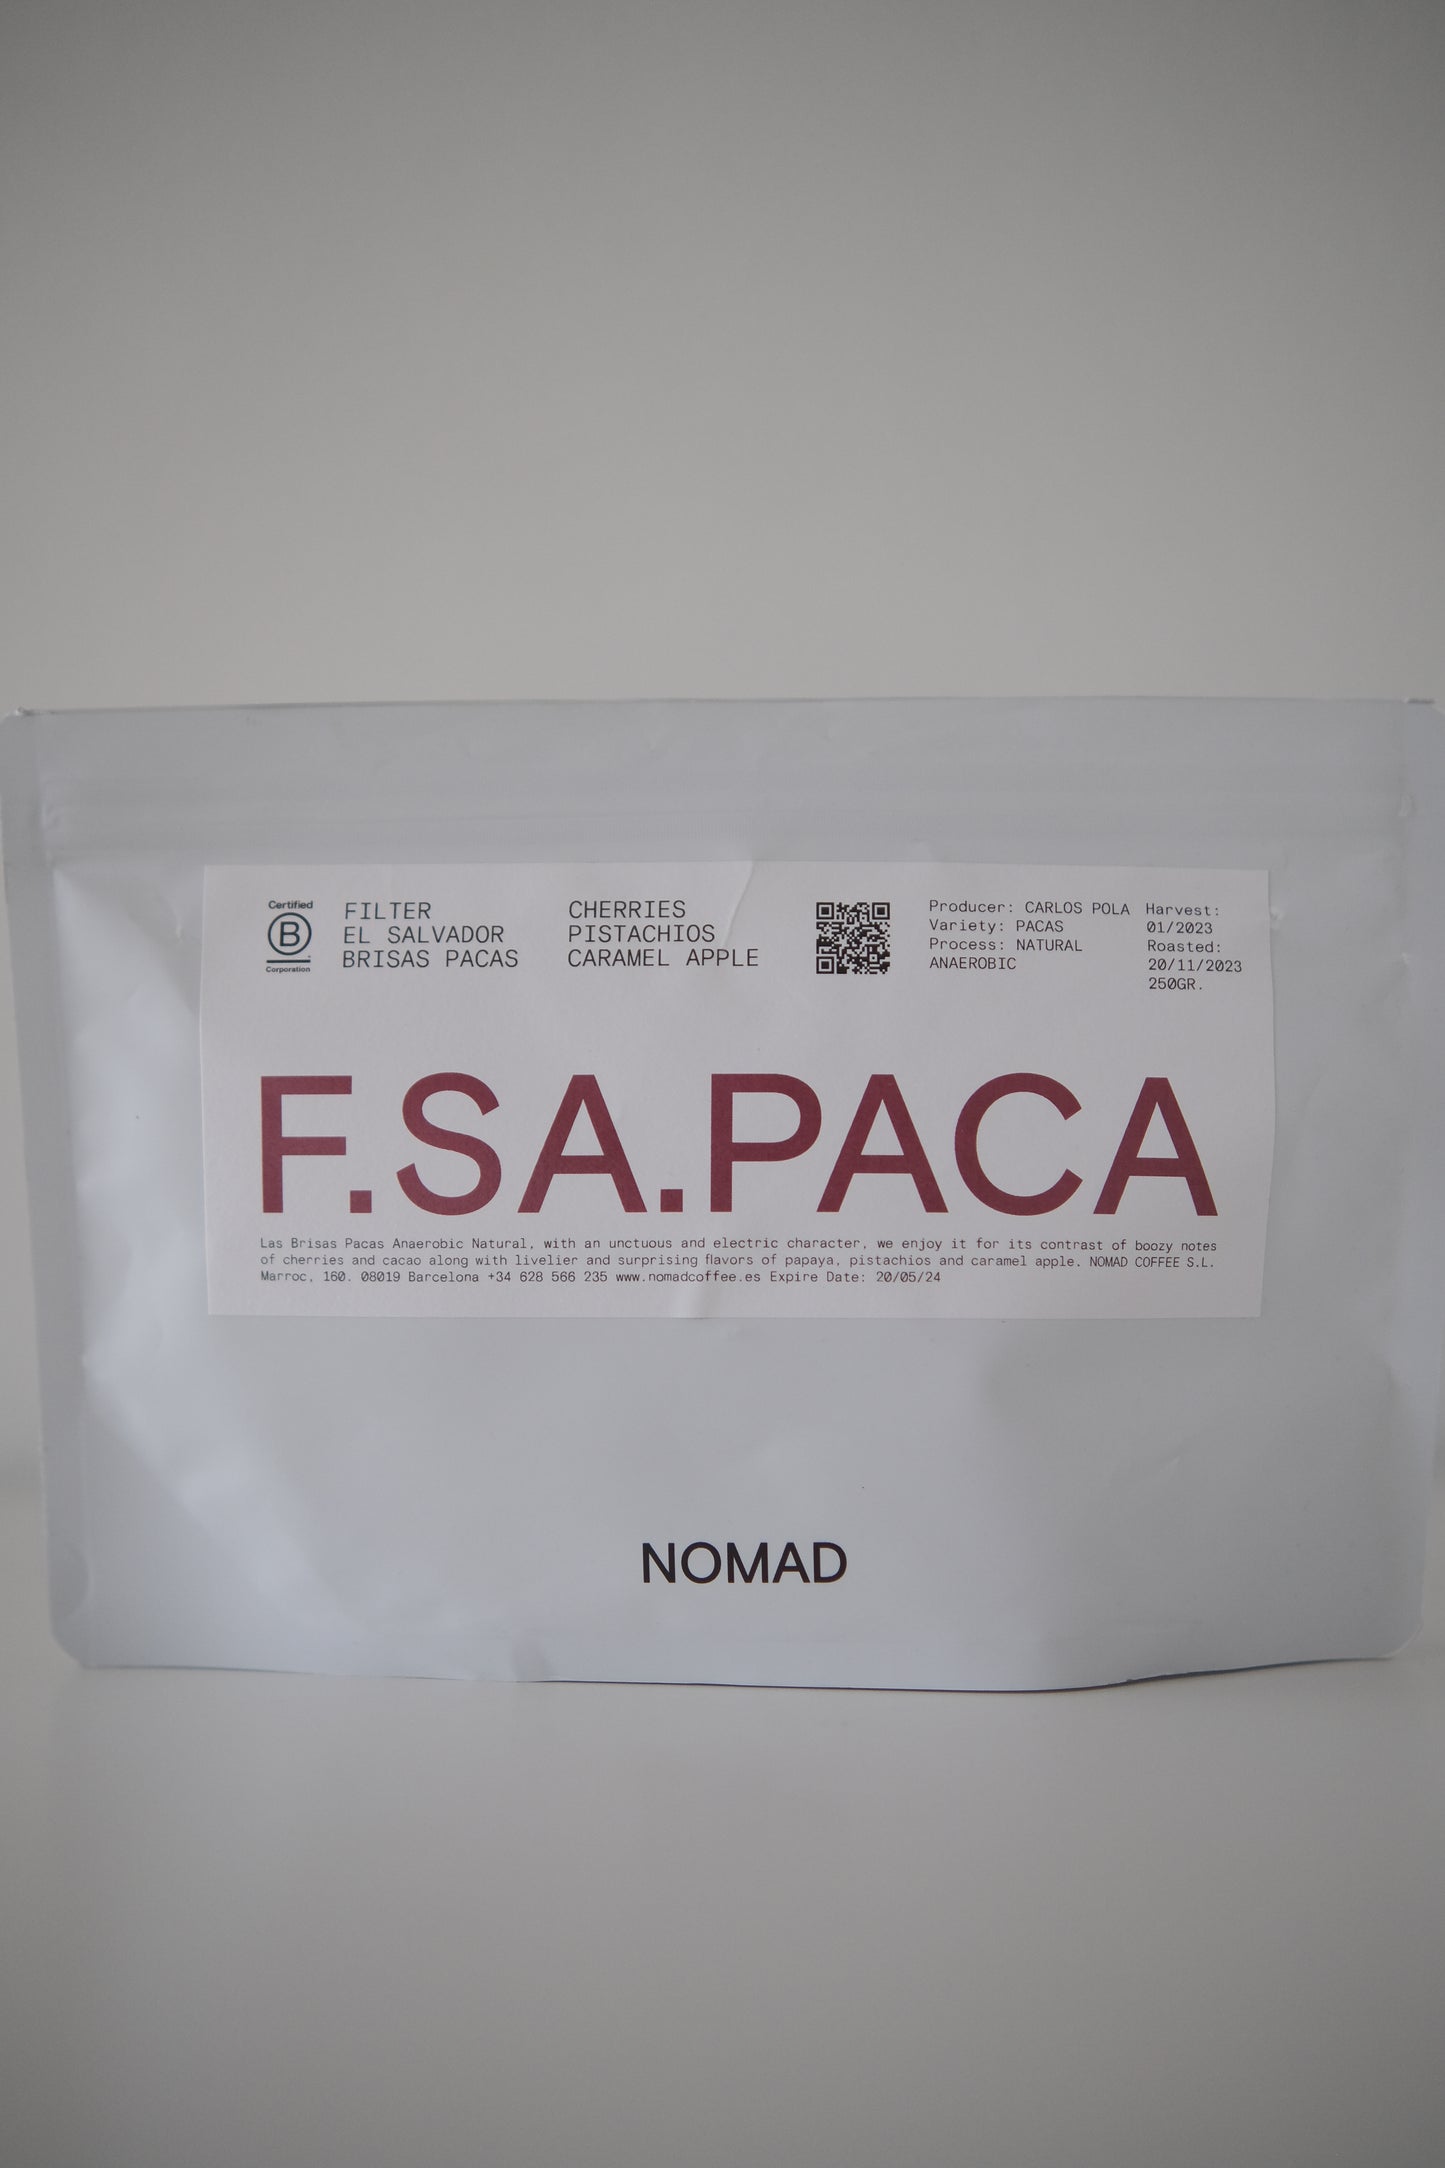 Certified
B
Corporation
FILTER
EL SALVADOR
BRISAS PACAS
CHERRIES
PISTACHIOS
CARAMEL APPLE
Producer: CARLOS POLA
Variety: PACAS
Process: NATURAL
ANAEROBIC
Harvest:
01/2023
Roasted:
20/11/2023
250GR.
F.SA.PACA
Las Brisas Pacas Anaerobic Natural, with an unctuous and electric character, we enjoy it for its contrast of boozy notes
of cherries and cacao along with livelier and surprising flavors of papaya, pistachios and caramel apple. NOMAD COFFEE S.L.
Marroc, 160. 08019 Barcelona +34 628 566 235 www.nomadcoffee.es Expire Date: 20/05/24
NOMAD